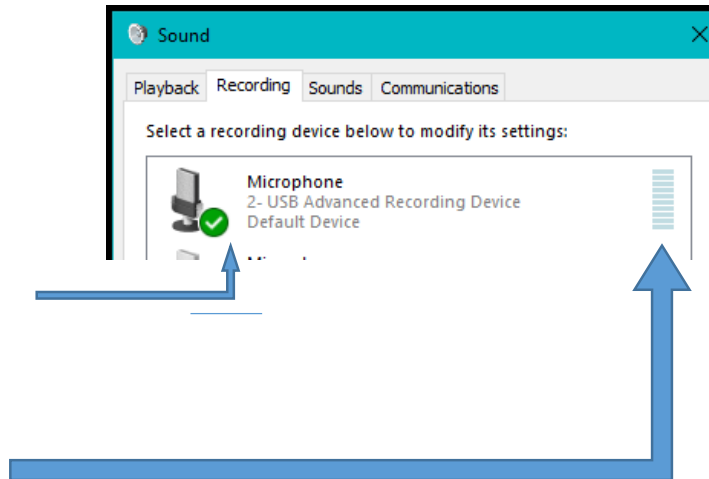 Sound
Playback Recording Sounds Communications
Select a recording device below to modify its settings:
Microphone
2- USB Advanced Recording Device
Default Device